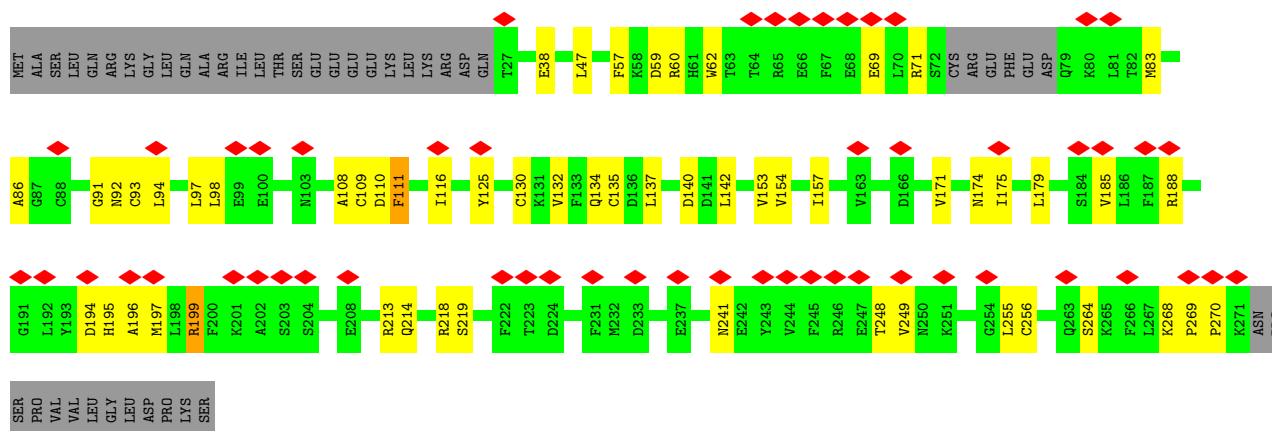 MET ALA SER LEU GLN ARG LYS GLY LEU GLN ALA ARG ILE LEU THR SER GLU GLU GLU GLU LYS LEU LYS ARG ASP GLN T27 E38 L47 F57 K58 D59 R60 H61 W62 T63 T64 R65 E66 F67 E68 E69 L70 R71 S72 CYS ARG GLU PHE GLU ASP Q79 K80 L81 T82 M83
A86 G87 C88 G91 N92 C93 L94 L97 L98 E99 E100 N103 A108 C109 D110 F111 I116 Y125 C130 K131 V132 F133 Q134 C135 D136 L137 D140 D141 L142 V153 V154 I157 V163 D166 V171 N174 I175 L179 S184 V185 L186 F187 R188
G191 L192 Y193 D194 H195 A196 M197 L198 R199 F200 K201 A202 S203 S204 E208 R213 Q214 R218 S219 F222 T223 D224 F231 M232 D233 E237 N241 E242 Y243 V244 F245 R246 E247 T248 V249 N250 K251 G254 L255 C256 Q263 S264 K265 F266 L267 K268 P269 P270 K271 ASN
SER PRO VAL VAL LEU GLY LEU ASP PRO LYS SER